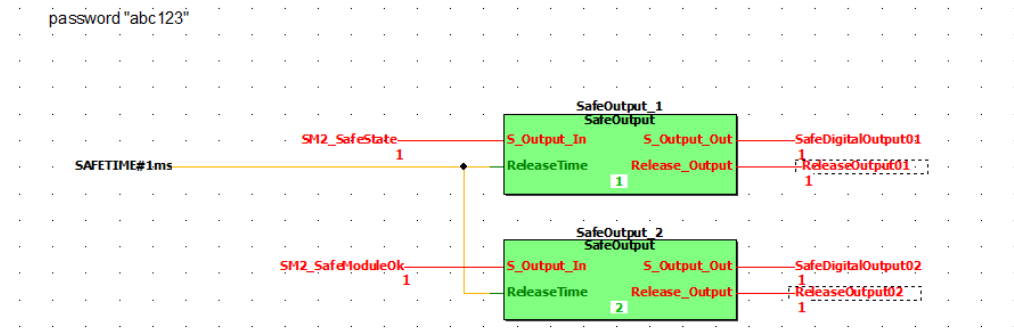 password "abc123"
SafeOutput_1
SafeOutput
SM2_SafeState S_Output_In S_Output_Out SafeDigitalOutput01
1 1
SAFETIME#1ms ReleaseTime Release_Output ReleaseOutput01
1 1
SafeOutput_2
SafeOutput
SM2_SafeModuleOk S_Output_In S_Output_Out SafeDigitalOutput02
1 1
ReleaseTime Release_Output ReleaseOutput02
2 1